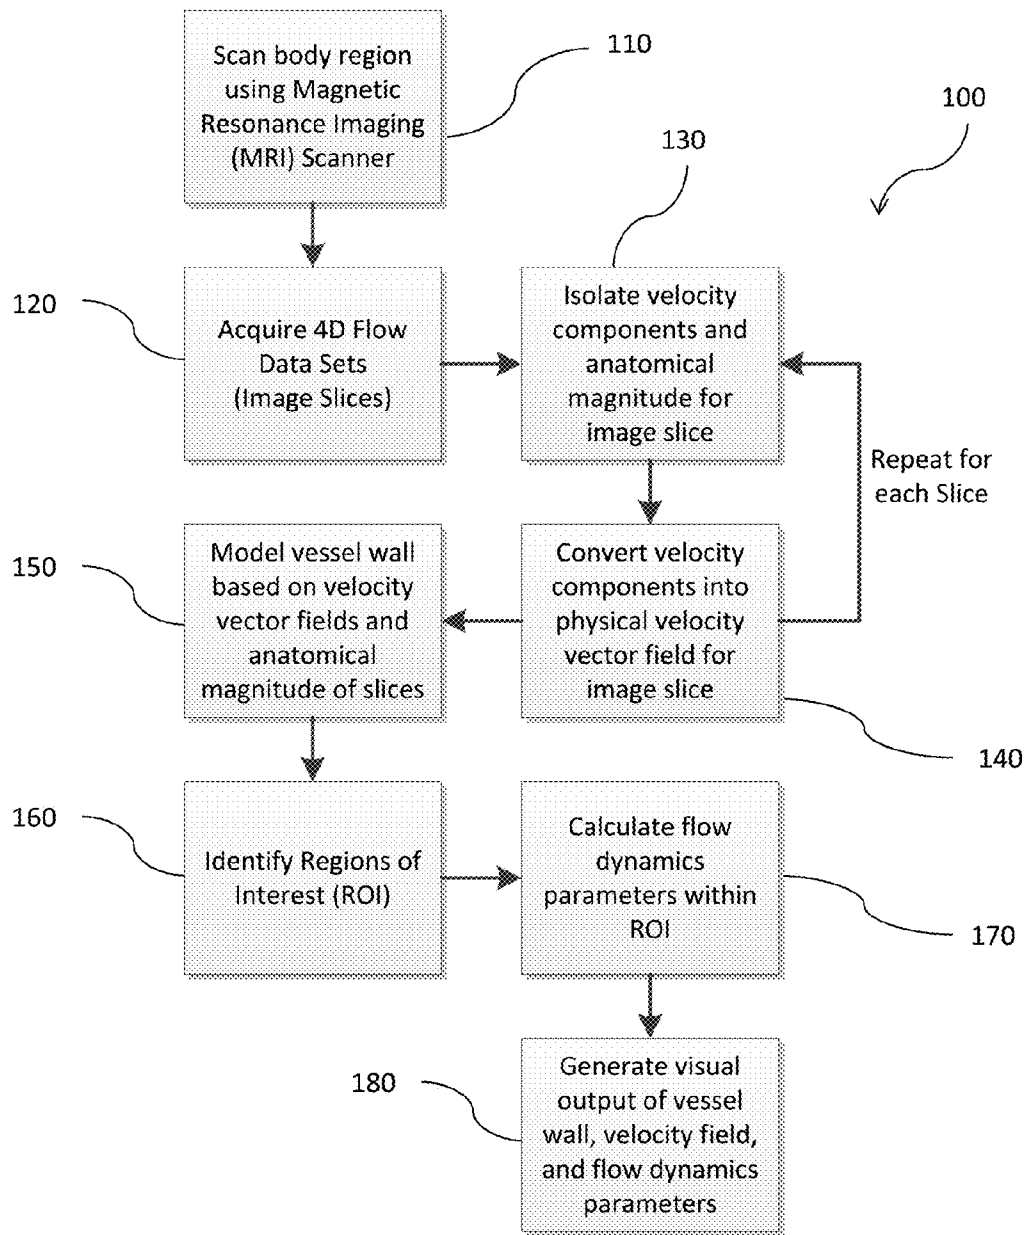 Scan body region
using Magnetic
Resonance Imaging
(MRI) Scanner
110
100
130
120
Acquire 4D Flow
Data Sets
(Image Slices)
Isolate velocity
components and
anatomical
magnitude for
image slice
Repeat for
each Slice
150
Model vessel wall
based on velocity
vector fields and
anatomical
magnitude of slices
Convert velocity
components into
physical velocity
vector field for
image slice
140
160
Identify Regions of
Interest (ROI)
Calculate flow
dynamics
parameters within
ROI
170
180
Generate visual
output of vessel
wall, velocity field,
and flow dynamics
parameters